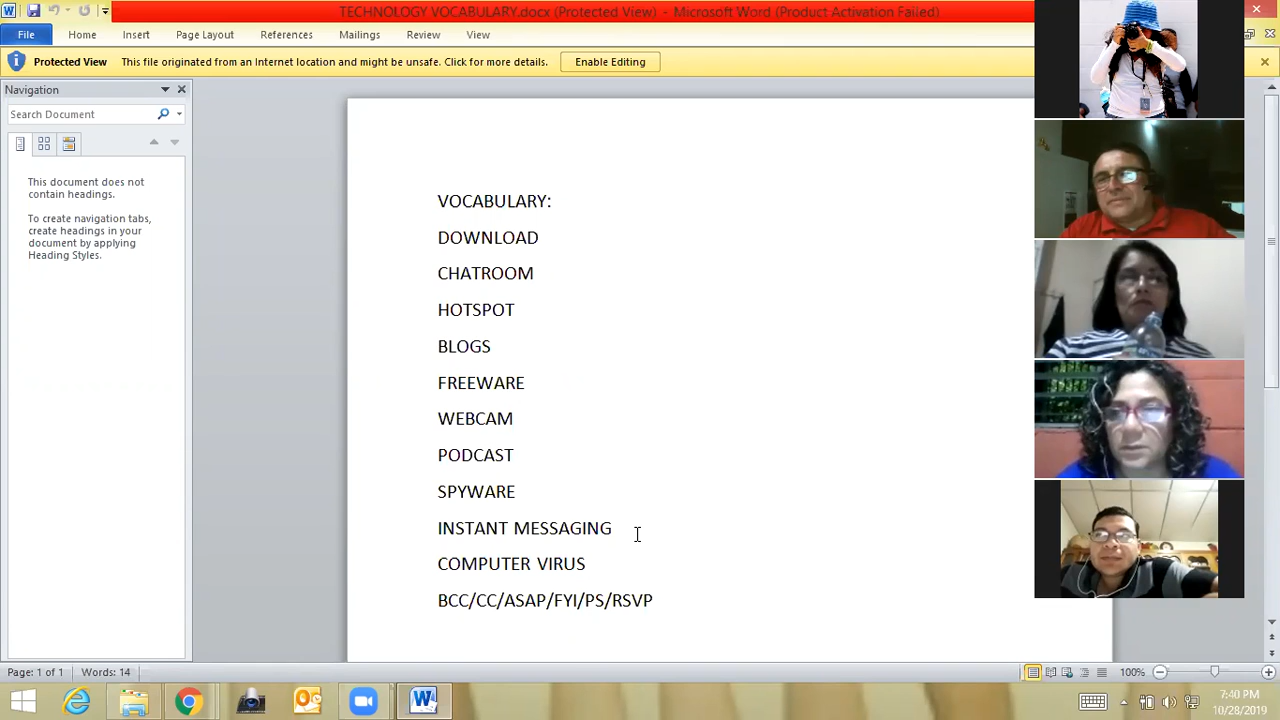 TECHNOLOGY VOCABULARY.docx (Protected View) - Microsoft Word (Product Activation Failed)
File Home Insert Page Layout References Mailings Review View
Protected View This file originated from an Internet location and might be unsafe. Click for more details. Enable Editing
Navigation
Search Document
This document does not
contain headings.
To create navigation tabs,
create headings in your
document by applying
Heading Styles.
VOCABULARY:
DOWNLOAD
CHATROOM
HOTSPOT
BLOGS
FREEWARE
WEBCAM
PODCAST
SPYWARE
INSTANT MESSAGING
COMPUTER VIRUS
BCC/CC/ASAP/FYI/PS/RSVP
Page: 1 of 1 Words: 14 100%
7:40 PM
10/28/2019